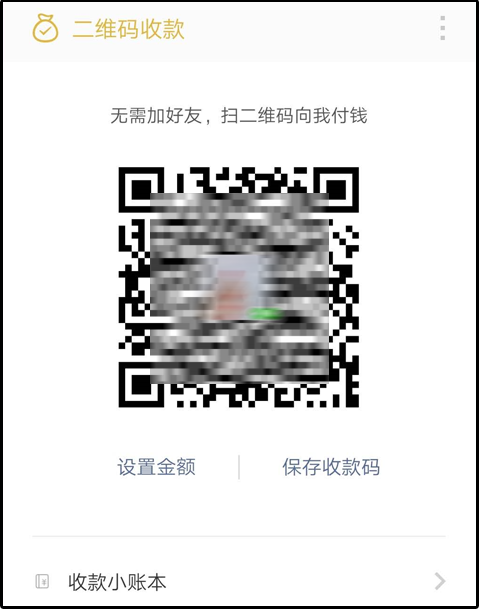 二维码收款
无需加好友，扫二维码向我付钱
设置金额
保存收款码
收款小账本